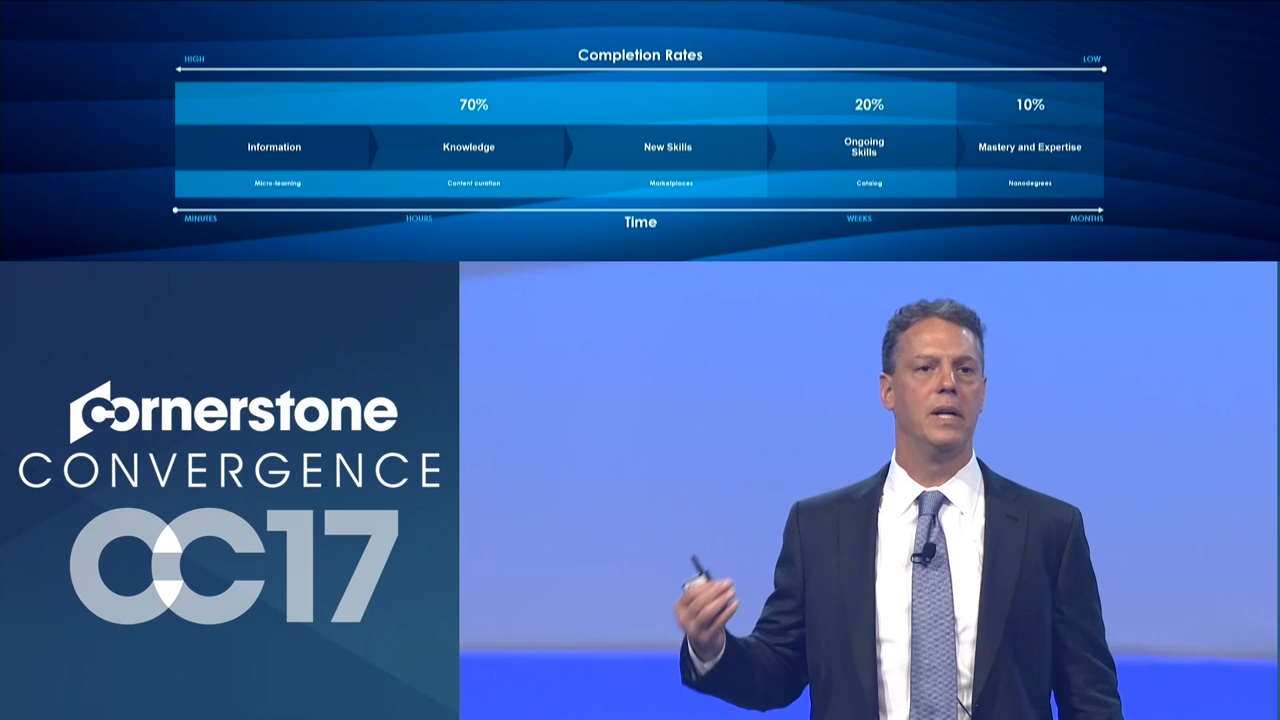 Completion Rates
HIGH
LOW
70%
20%
10%
Information
Knowledge
New Skills
Ongoing
Skills
Mastery and Expertise
Micro-learning
Content curation
Marketplaces
Catalog
Nanodegrees
MINUTES
HOURS
Time
WEEKS
MONTHS
Cornerstone
CONVERGENCE
CC17